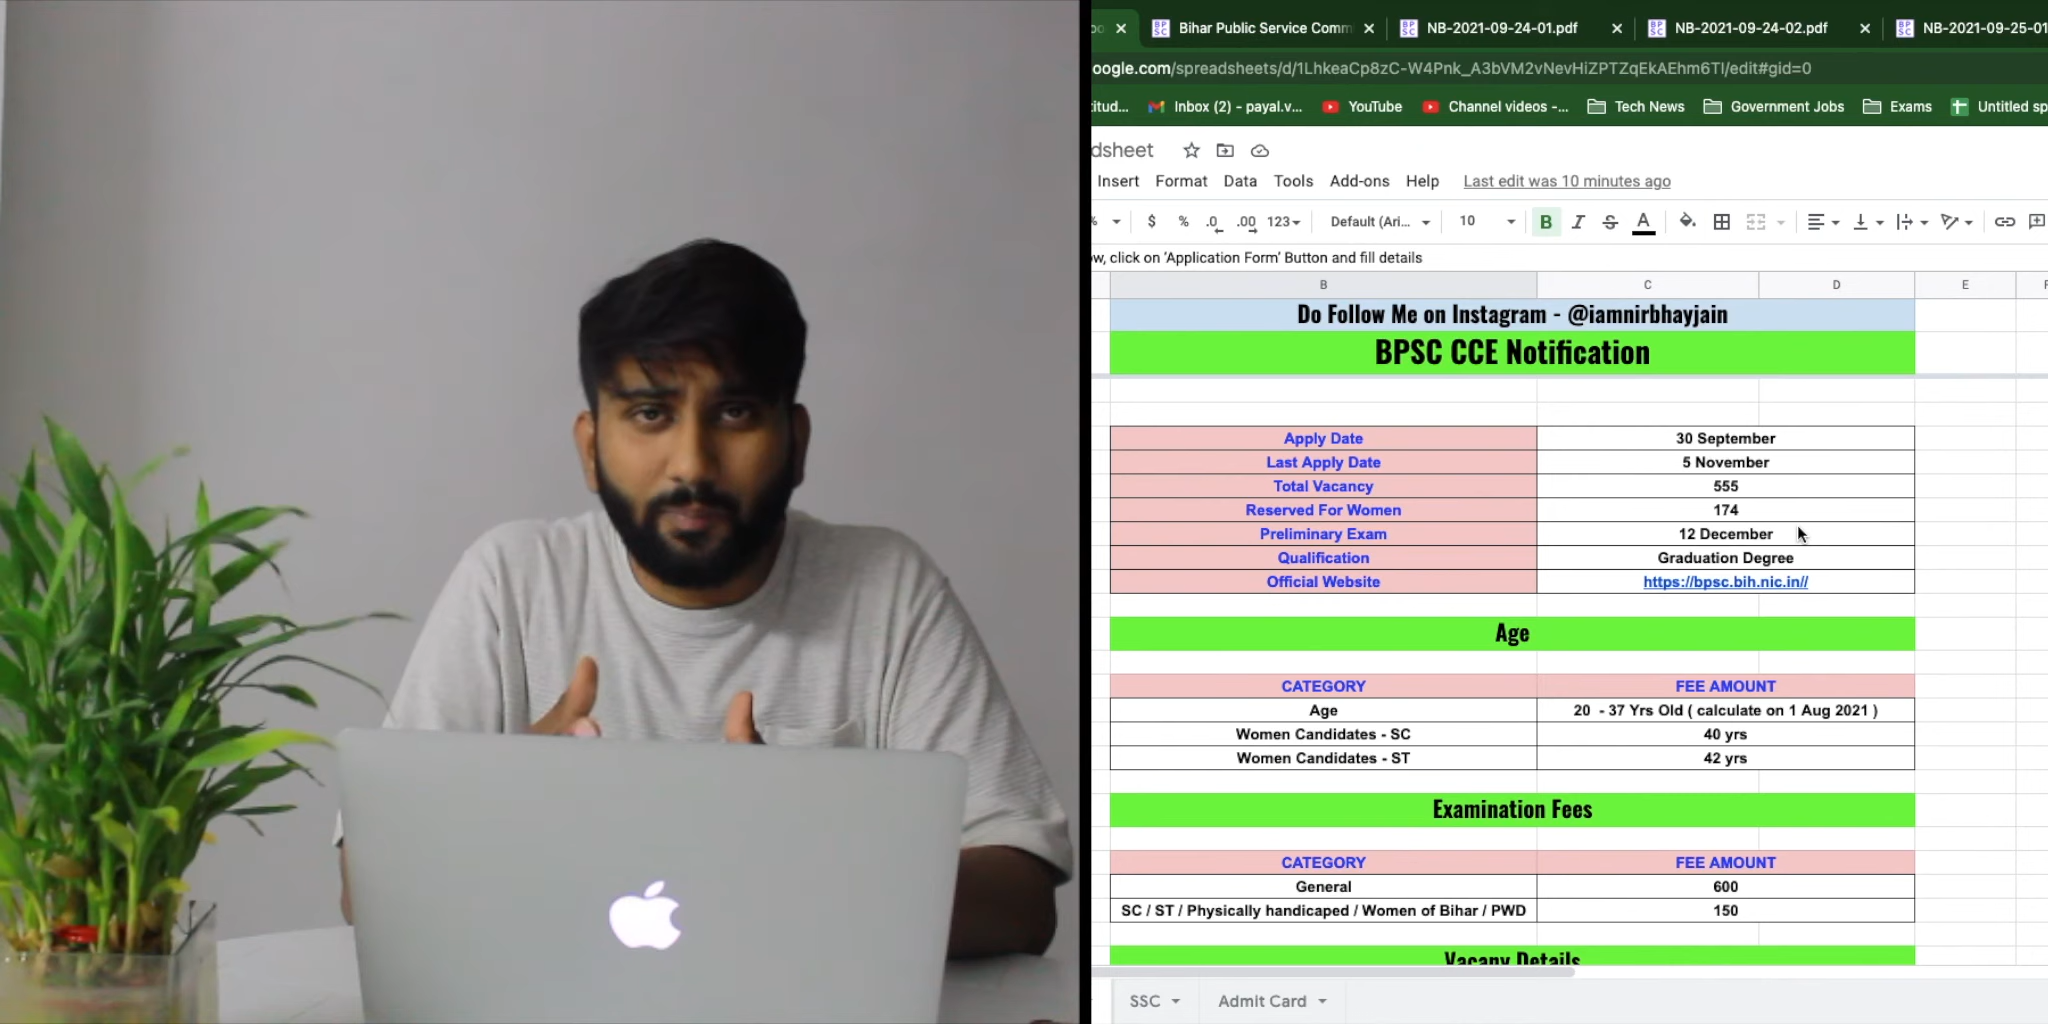 Bihar Public Service Comm
NB-2021-09-24-01.pdf
NB-2021-09-24-02.pdf
NB-2021-09-25-01
oogle.com/spreadsheets/d/1LhkeaCp8zC-W4Pnk_A3bVM2vNevHiZPTZqEkAEhm6TI/edit#gid=0
titud... Inbox (2) - payal.v... YouTube Channel videos -... Tech News Government Jobs Exams Untitled sp
dsheet
Insert Format Data Tools Add-ons Help Last edit was 10 minutes ago
% $ % .0 .00 123 Default (Ari... 10 B I S A
ow, click on 'Application Form' Button and fill details
B C D E
Do Follow Me on Instagram - @iamnirbhayjain
BPSC CCE Notification
Apply Date 30 September
Last Apply Date 5 November
Total Vacancy 555
Reserved For Women 174
Preliminary Exam 12 December
Qualification Graduation Degree
Official Website https://bpsc.bih.nic.in//
Age
CATEGORY FEE AMOUNT
Age 20 - 37 Yrs Old ( calculate on 1 Aug 2021 )
Women Candidates - SC 40 yrs
Women Candidates - ST 42 yrs
Examination Fees
CATEGORY FEE AMOUNT
General 600
SC / ST / Physically handicaped / Women of Bihar / PWD 150
Vacany Details
SSC Admit Card